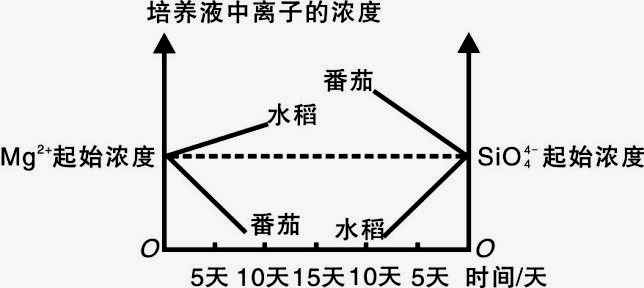 培养液中离子的浓度
番茄
水稻
Mg²⁺起始浓度
SiO₄⁴⁻起始浓度
番茄
水稻
O
O
5天 10天 15天 10天 5天 时间/天